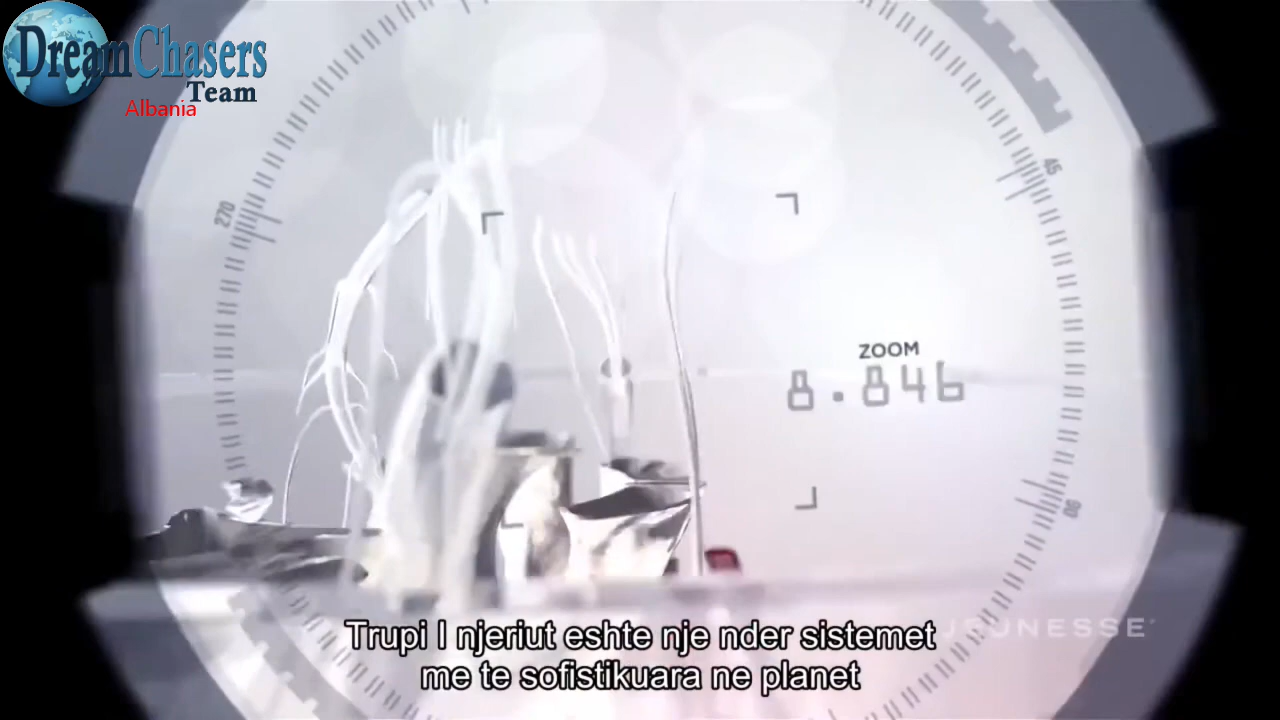 DreamChasers
Team
Albania
270
45
ZOOM
8.846
90
JEUNESSE
Trupi I njeriut eshte nje nder sistemet
me te sofistikuara ne planet